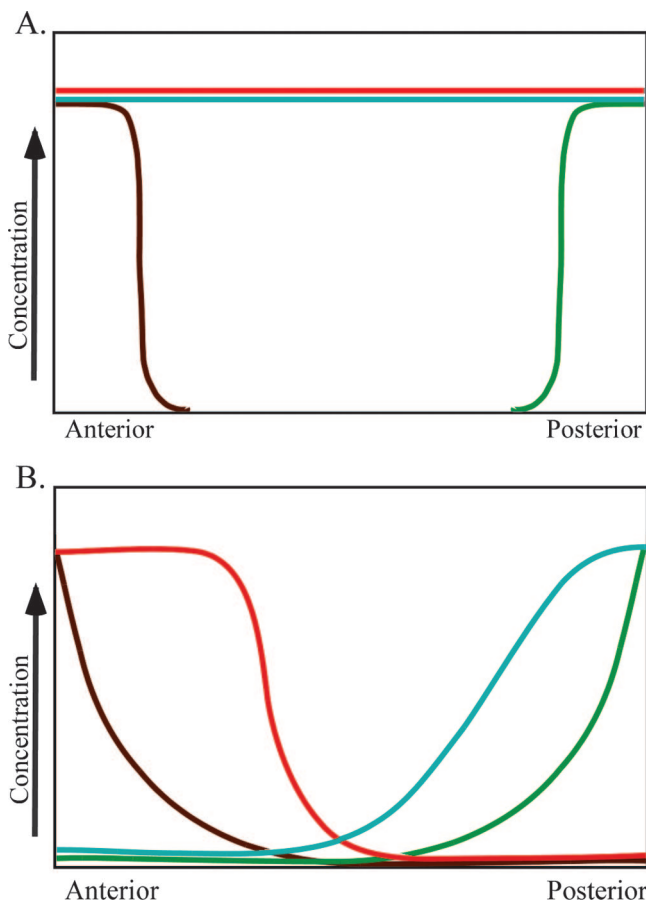 A.
Concentration
Anterior Posterior
B.
Concentration
Anterior Posterior